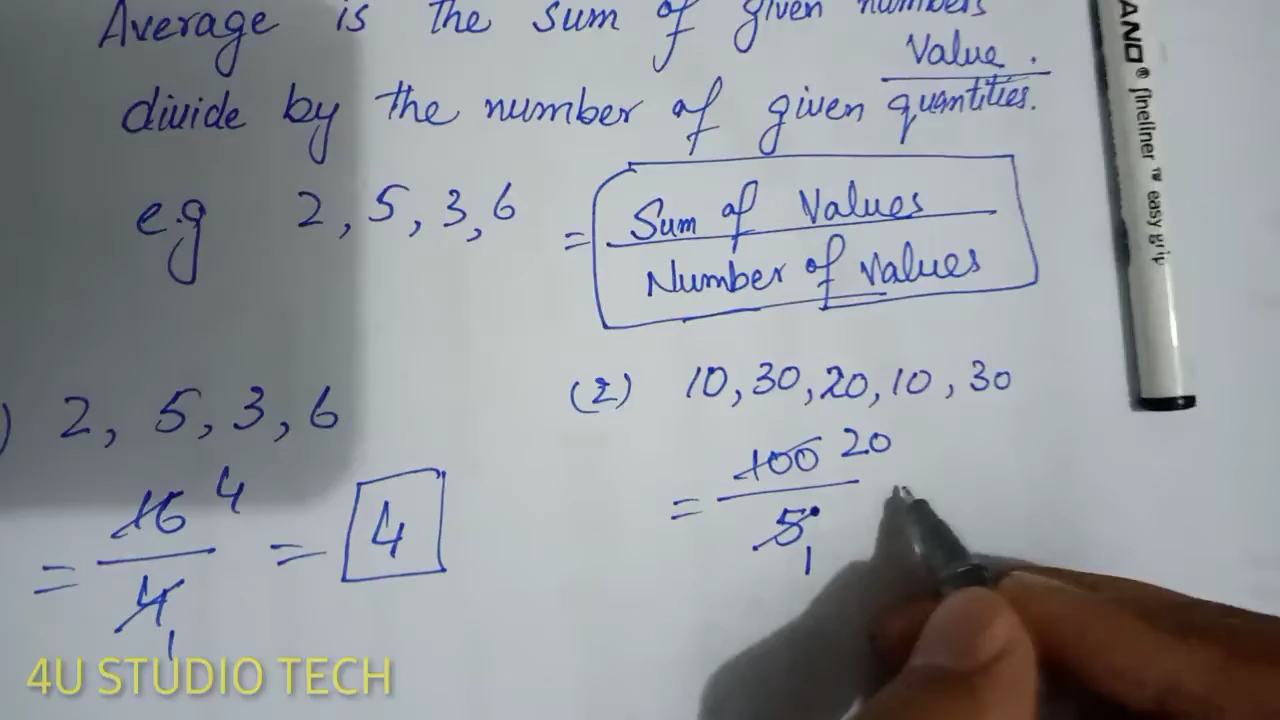 Average is the sum of given numbers
value.
divide by the number of given quantities.
e.g 2, 5, 3, 6 = Sum of Values
Number of Values
) 2, 5, 3, 6
= 16 4
4 1
= 4
(2) 10, 30, 20, 10, 30
= 100 20
5 1
4U STUDIO TECH
ANO® fineliner™ easy grip